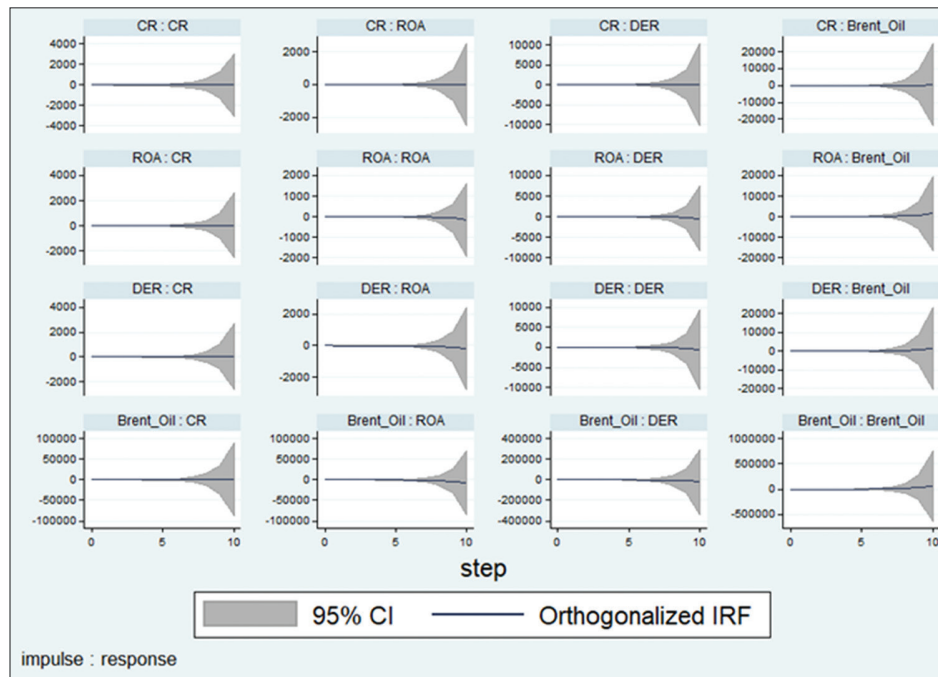 CR : CR CR : ROA CR : DER CR : Brent_Oil
4000 2000 10000 20000
2000 5000 10000
0 0 0 0
-2000 -5000 -10000
-4000 -2000 -10000 -20000
ROA : CR ROA : ROA ROA : DER ROA : Brent_Oil
4000 2000 10000 20000
2000 1000 5000 10000
0 0 0 0
-2000 -1000 -5000 -10000
-2000 -10000 -20000
DER : CR DER : ROA DER : DER DER : Brent_Oil
4000 2000 10000 20000
2000 5000 10000
0 0 0 0
-2000 -5000 -10000
-2000 -10000 -20000
Brent_Oil : CR Brent_Oil : ROA Brent_Oil : DER Brent_Oil : Brent_Oil
100000 100000 400000 1000000
50000 50000 200000 500000
0 0 0 0
-50000 -50000 -200000 -500000
-100000 -100000 -400000
0 5 10 0 5 10 0 5 10 0 5 10
step
95% CI Orthogonalized IRF
impulse : response